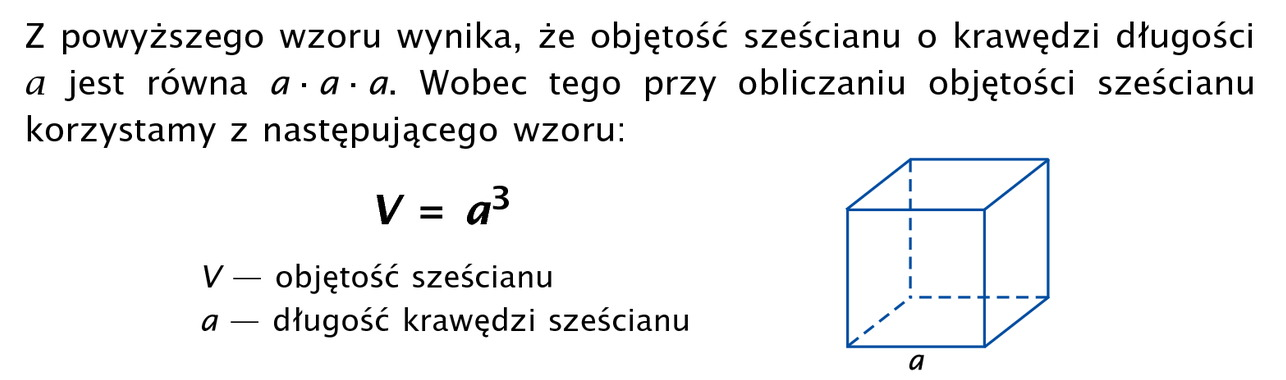 Z powyższego wzoru wynika, że objętość sześcianu o krawędzi długości
a jest równa a · a · a. Wobec tego przy obliczaniu objętości sześcianu
korzystamy z następującego wzoru:
V = a³
V — objętość sześcianu
a — długość krawędzi sześcianu
a